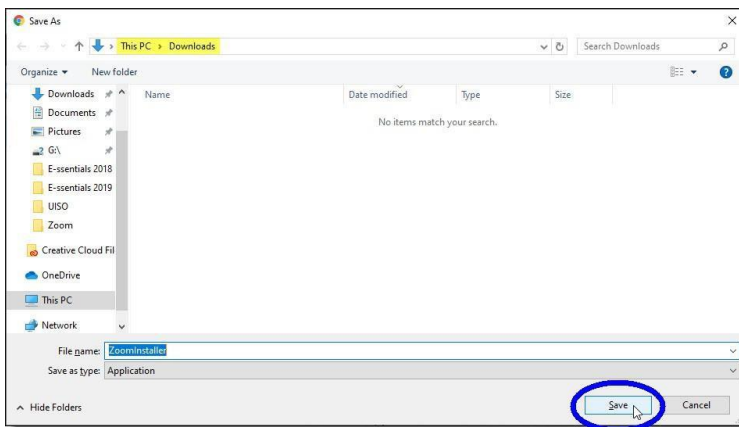 Save As
This PC > Downloads
Search Downloads
Organize
New folder
Name
Date modified
Type
Size
No items match your search.
Downloads
Documents
Pictures
G:\
E-ssentials 2018
E-ssentials 2019
UISO
Zoom
Creative Cloud Fil
OneDrive
This PC
Network
File name: ZoomInstaller
Save as type: Application
Hide Folders
Save
Cancel